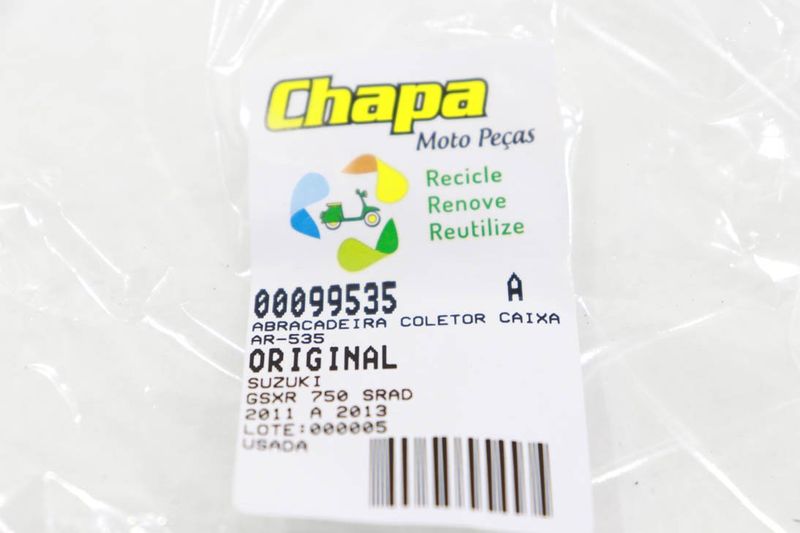 Chapa
Moto Peças
Recicle
Renove
Reutilize
00099535 A
ABRACADEIRA COLETOR CAIXA
AR-535
ORIGINAL
SUZUKI
GSXR 750 SRAD
2011 A 2013
LOTE:000005
USADA